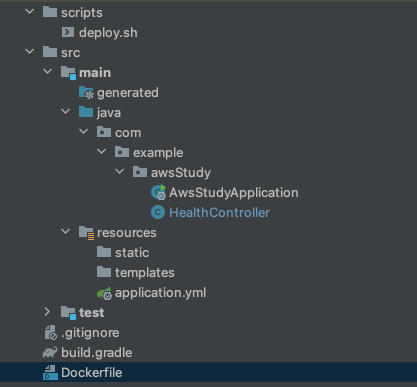 scripts
deploy.sh
src
main
generated
java
com
example
awsStudy
AwsStudyApplication
HealthController
resources
static
templates
application.yml
test
.gitignore
build.gradle
Dockerfile